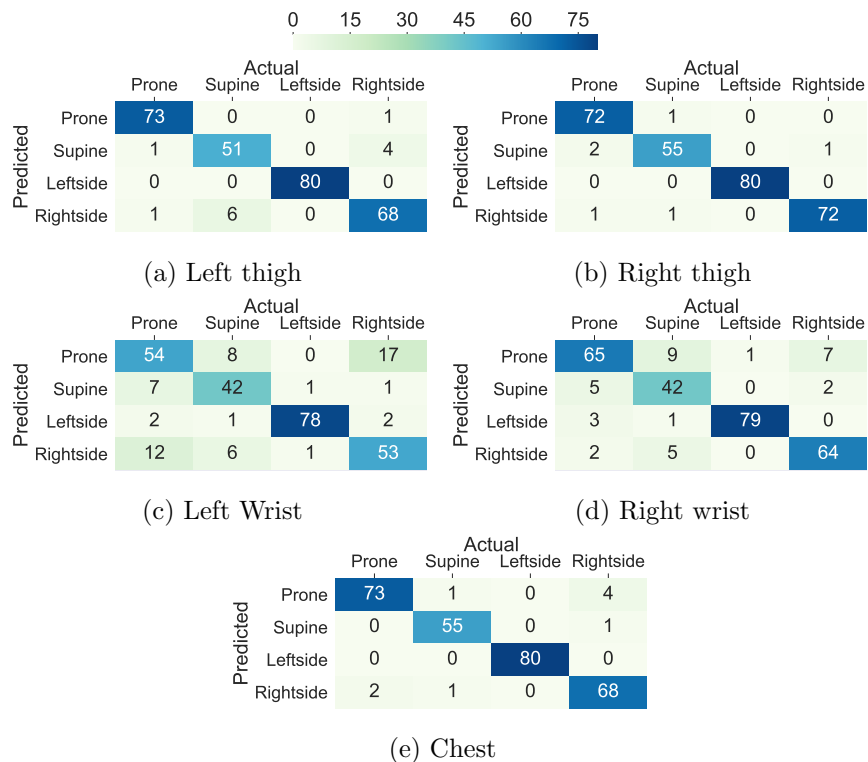 0 15 30 45 60 75
Actual Actual
Prone Supine Leftside Rightside Prone Supine Leftside Rightside
Predicted Predicted
Prone 73 0 0 1 Prone 72 1 0 0
Supine 1 51 0 4 Supine 2 55 0 1
Leftside 0 0 80 0 Leftside 0 0 80 0
Rightside 1 6 0 68 Rightside 1 1 0 72
(a) Left thigh (b) Right thigh
Actual Actual
Prone Supine Leftside Rightside Prone Supine Leftside Rightside
Predicted Predicted
Prone 54 8 0 17 Prone 65 9 1 7
Supine 7 42 1 1 Supine 5 42 0 2
Leftside 2 1 78 2 Leftside 3 1 79 0
Rightside 12 6 1 53 Rightside 2 5 0 64
(c) Left Wrist (d) Right wrist
Actual
Prone Supine Leftside Rightside
Predicted
Prone 73 1 0 4
Supine 0 55 0 1
Leftside 0 0 80 0
Rightside 2 1 0 68
(e) Chest